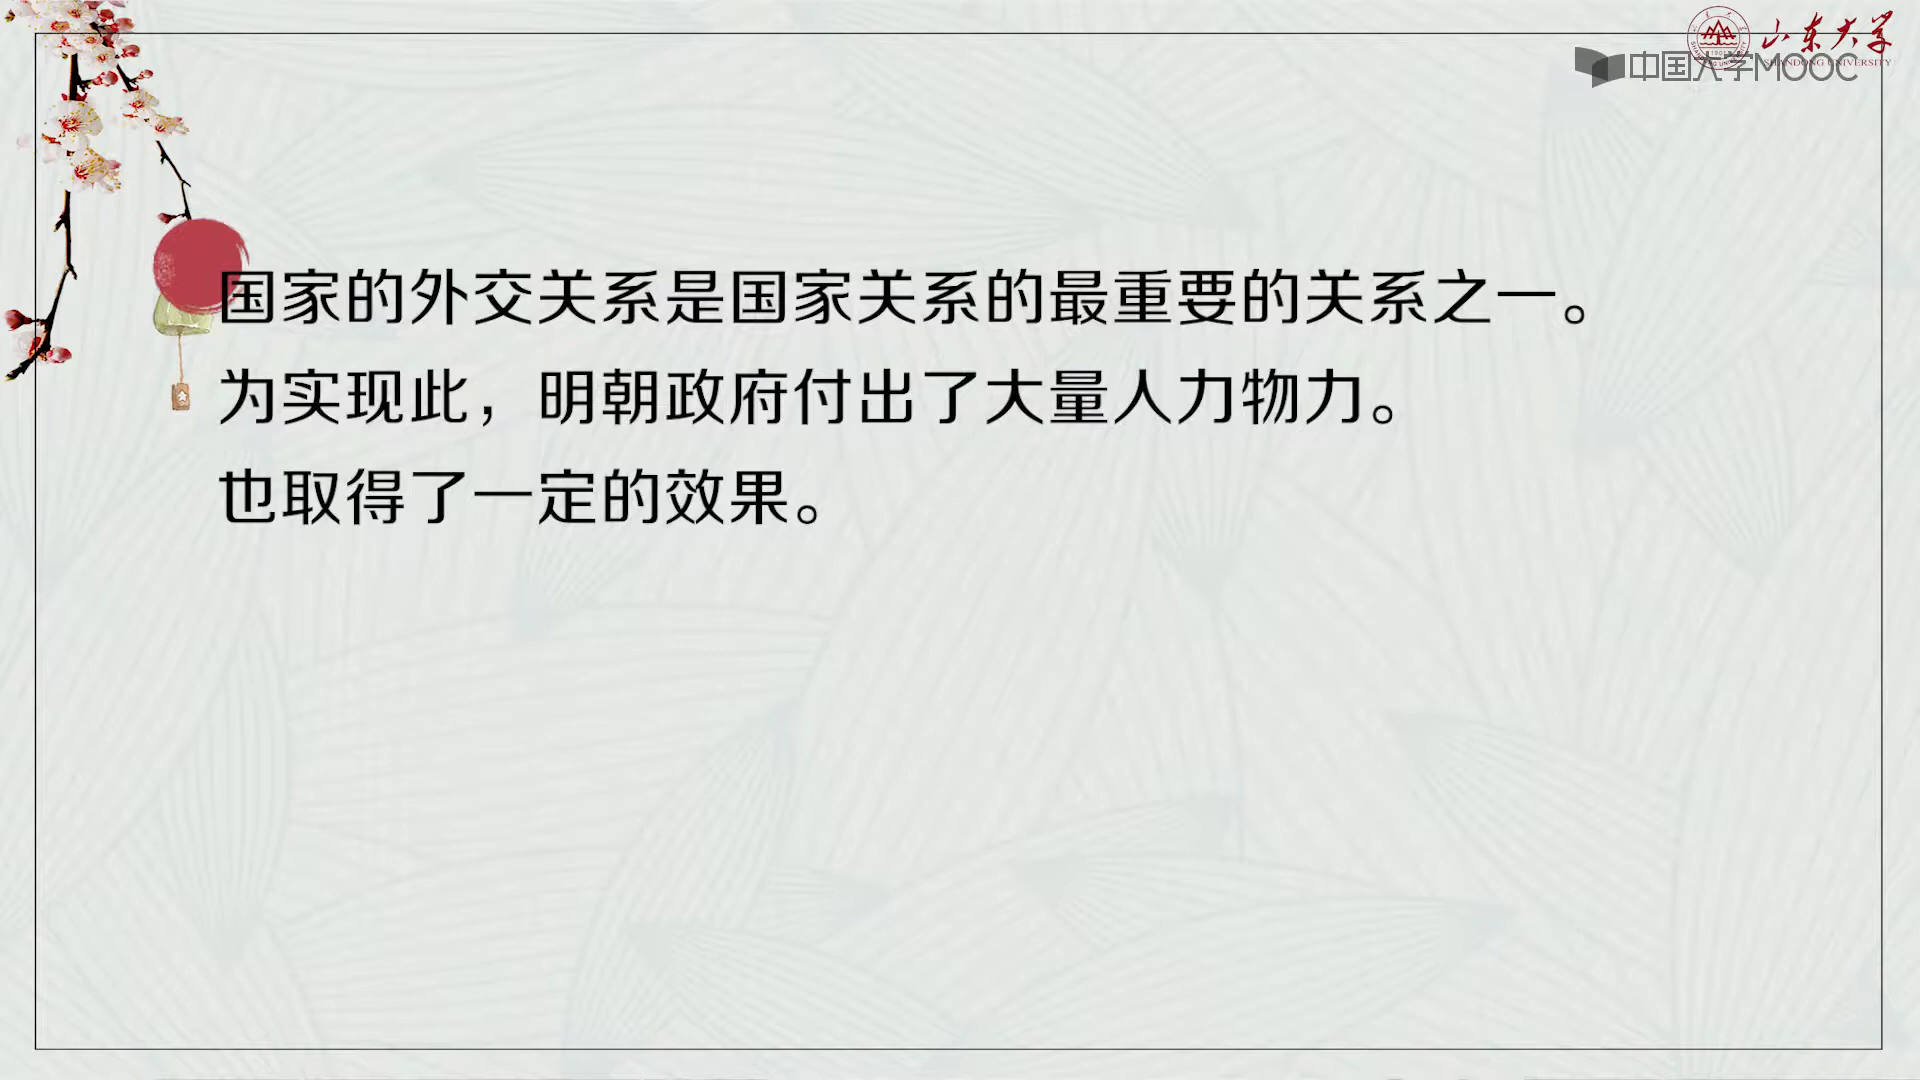 山东大学
SHANDONG UNIVERSITY
中国大学MOOC
国家的外交关系是国家关系的最重要的关系之一。
为实现此，明朝政府付出了大量人力物力。
也取得了一定的效果。